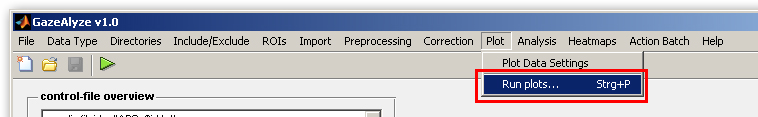 GazeAlyze v1.0
File Data Type Directories Include/Exclude ROIs Import Preprocessing Correction Plot Analysis Heatmaps Action Batch Help
Plot Data Settings
Run plots... Strg+P
control-file overview